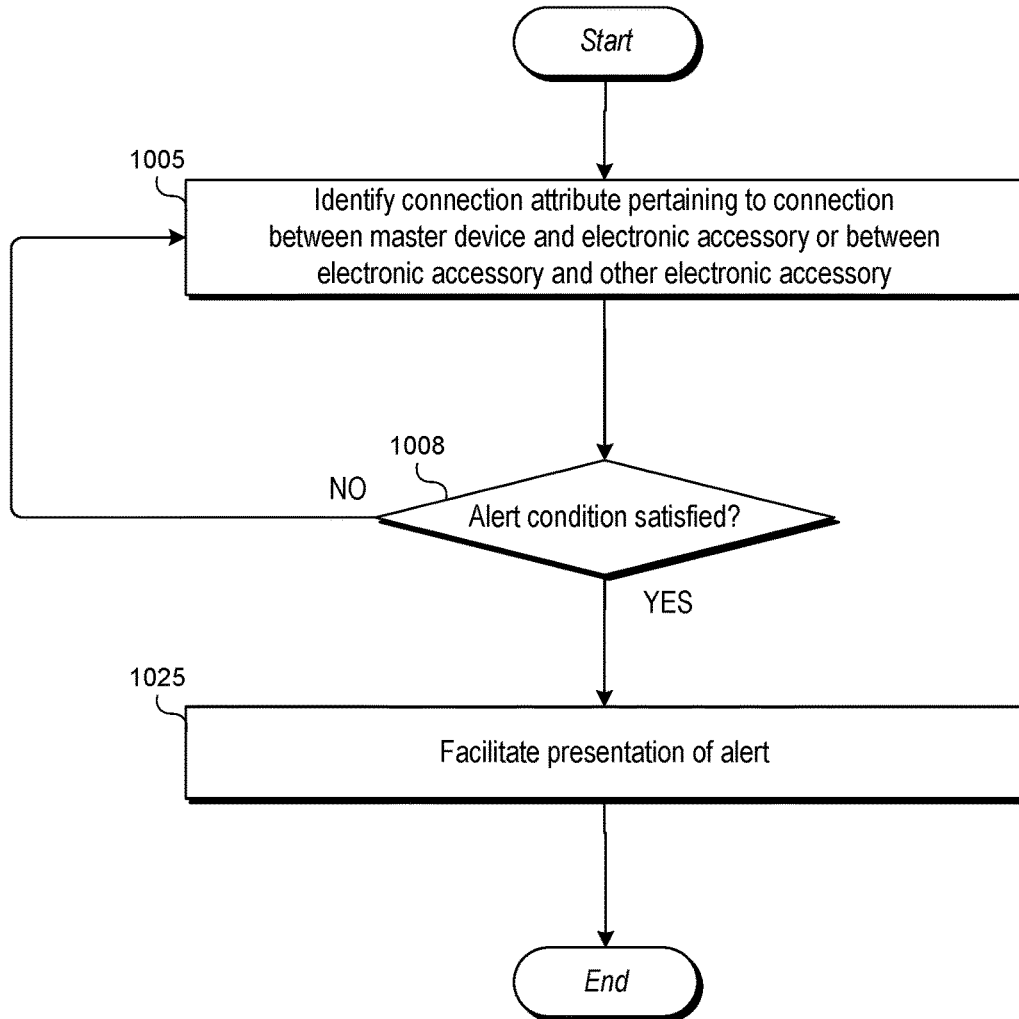 Start
1005
Identify connection attribute pertaining to connection
between master device and electronic accessory or between
electronic accessory and other electronic accessory
1008
NO
Alert condition satisfied?
YES
1025
Facilitate presentation of alert
End